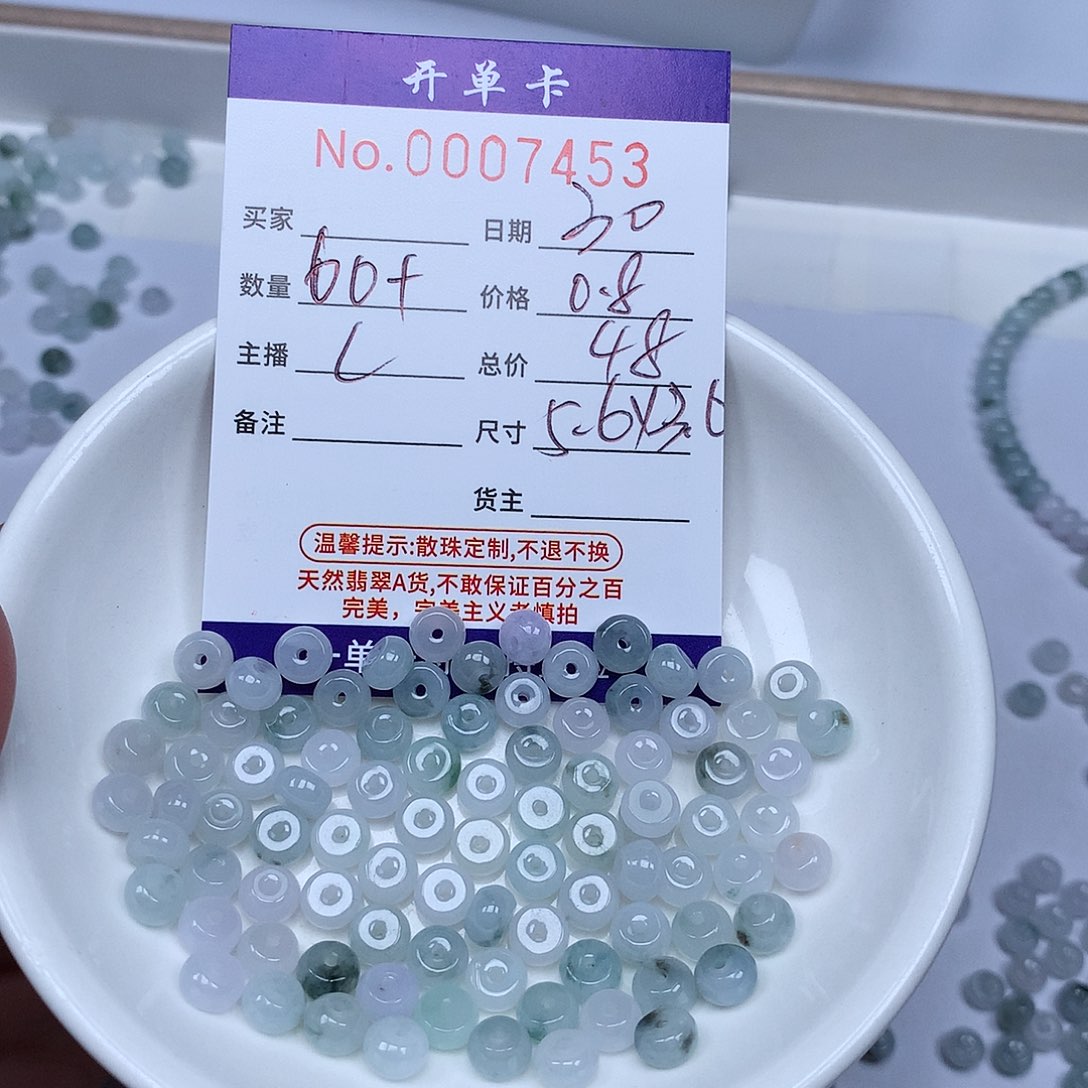 开单卡
No.0007453
买家 日期 30
数量 60+ 价格 0.8
主播 L 总价 48
备注 尺寸 5.6X3.6
货主
温馨提示:散珠定制,不退不换
天然翡翠A货,不敢保证百分之百
完美，完美主义者慎拍
单